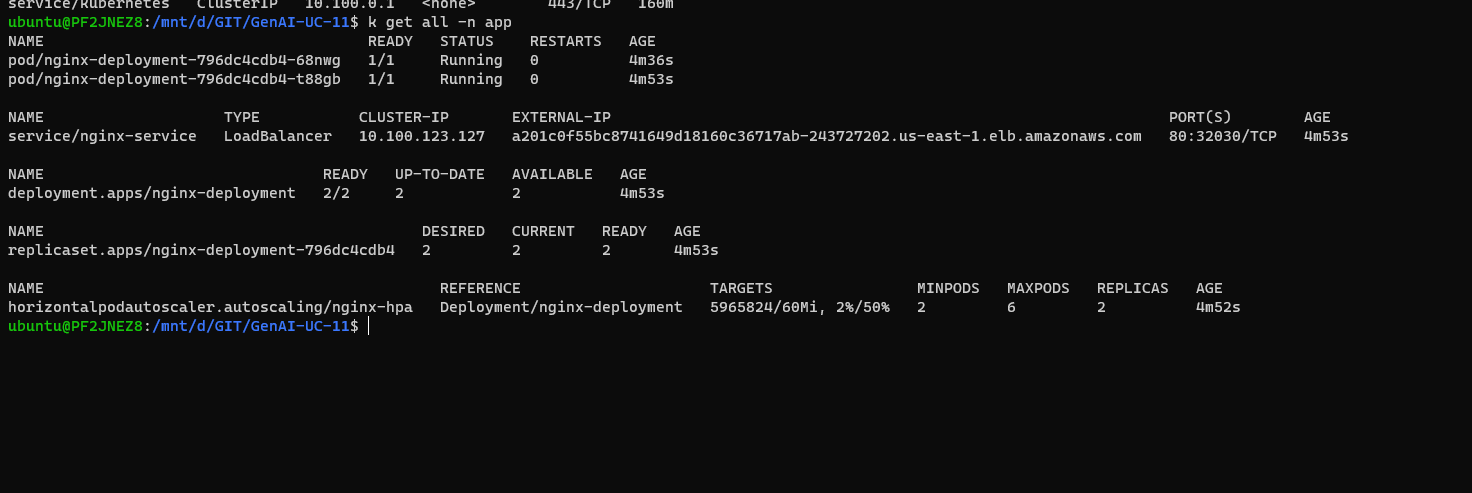 service/kubernetes   ClusterIP   10.100.0.1   <none>        443/TCP   160m
ubuntu@PF2JNEZ8:/mnt/d/GIT/GenAI-UC-11$ k get all -n app
NAME                                    READY   STATUS    RESTARTS   AGE
pod/nginx-deployment-796dc4cdb4-68nwg   1/1     Running   0          4m36s
pod/nginx-deployment-796dc4cdb4-t88gb   1/1     Running   0          4m53s
NAME                    TYPE           CLUSTER-IP       EXTERNAL-IP                                                              PORT(S)        AGE
service/nginx-service   LoadBalancer   10.100.123.127   a201c0f55bc8741649d18160c36717ab-243727202.us-east-1.elb.amazonaws.com   80:32030/TCP   4m53s
NAME                               READY   UP-TO-DATE   AVAILABLE   AGE
deployment.apps/nginx-deployment   2/2     2            2           4m53s
NAME                                          DESIRED   CURRENT   READY   AGE
replicaset.apps/nginx-deployment-796dc4cdb4   2         2         2       4m53s
NAME                                            REFERENCE                     TARGETS               MINPODS   MAXPODS   REPLICAS   AGE
horizontalpodautoscaler.autoscaling/nginx-hpa   Deployment/nginx-deployment   5965824/60Mi, 2%/50%   2         6         2          4m52s
ubuntu@PF2JNEZ8:/mnt/d/GIT/GenAI-UC-11$